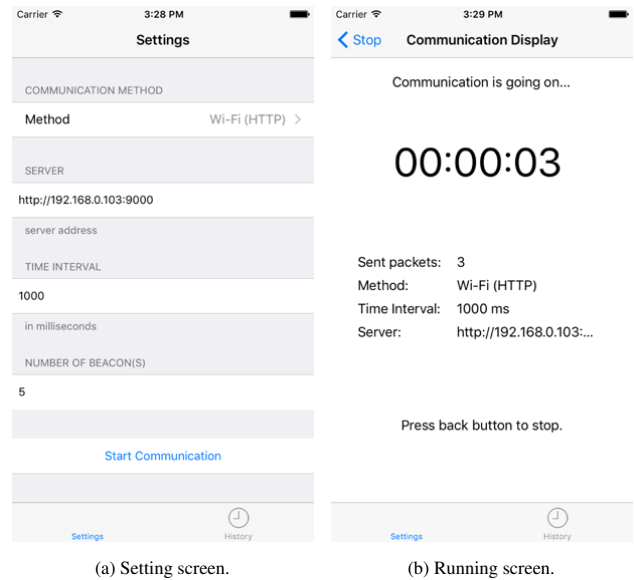 Carrier 3:28 PM
Settings
COMMUNICATION METHOD
Method Wi-Fi (HTTP)
SERVER
http://192.168.0.103:9000
server address
TIME INTERVAL
1000
in milliseconds
NUMBER OF BEACON(S)
5
Start Communication
Settings History
(a) Setting screen.
Carrier 3:29 PM
Stop Communication Display
Communication is going on...
00:00:03
Sent packets: 3
Method: Wi-Fi (HTTP)
Time Interval: 1000 ms
Server: http://192.168.0.103:...
Press back button to stop.
Settings History
(b) Running screen.